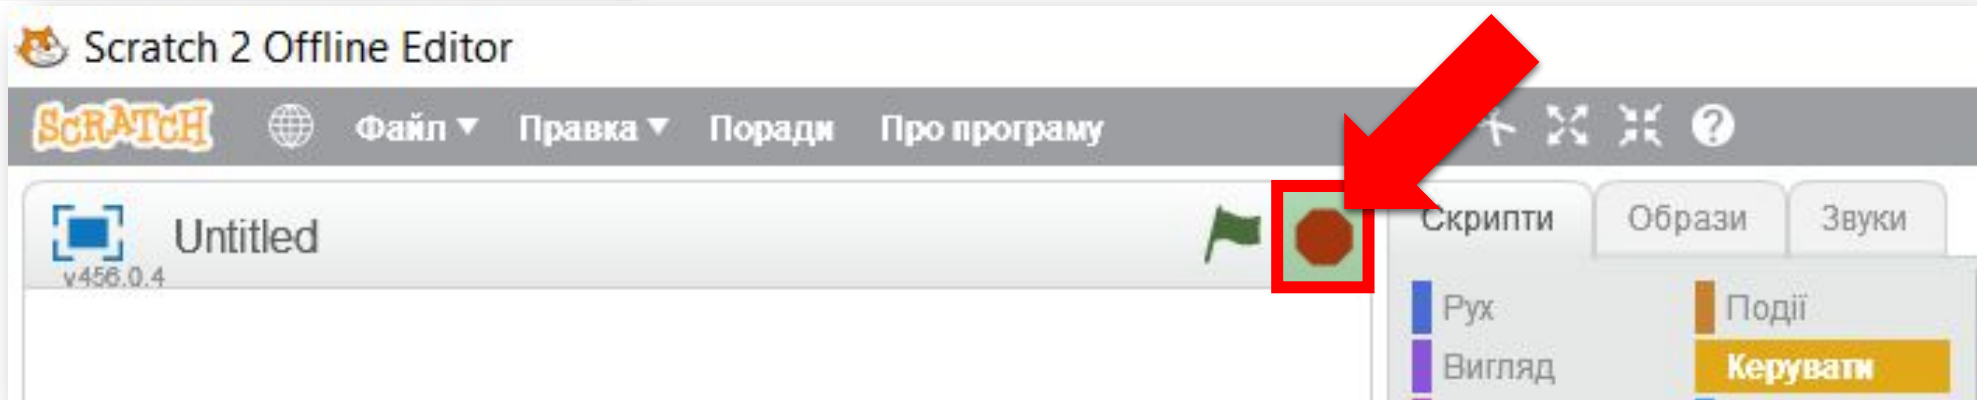 Scratch 2 Offline Editor
SCRATCH Файл Правка Поради Про програму ?
Untitled
v456.0.4
Скрипти Образи Звуки
Рух Події
Вигляд Керувати